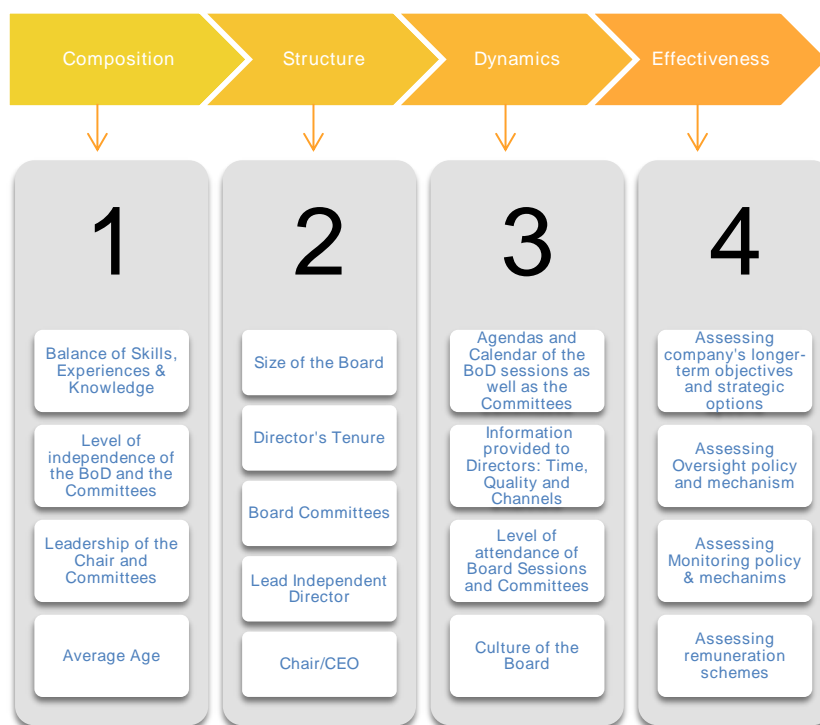 Composition
Structure
Dynamics
Effectiveness
1
Balance of Skills,
Experiences &
Knowledge
Level of
independence of
the BoD and the
Committees
Leadership of the
Chair and
Committees
Average Age
2
Size of the Board
Director's Tenure
Board Committees
Lead Independent
Director
Chair/CEO
3
Agendas and
Calendar of the
BoD sessions as
well as the
Committees
Information
provided to
Directors: Time,
Quality and
Channels
Level of
attendance of
Board Sessions
and Committees
Culture of the
Board
4
Assessing
company's longer-
term objectives
and strategic
options
Assessing
Oversight policy
and mechanism
Assessing
Monitoring policy
& mechanims
Assessing
remuneration
schemes